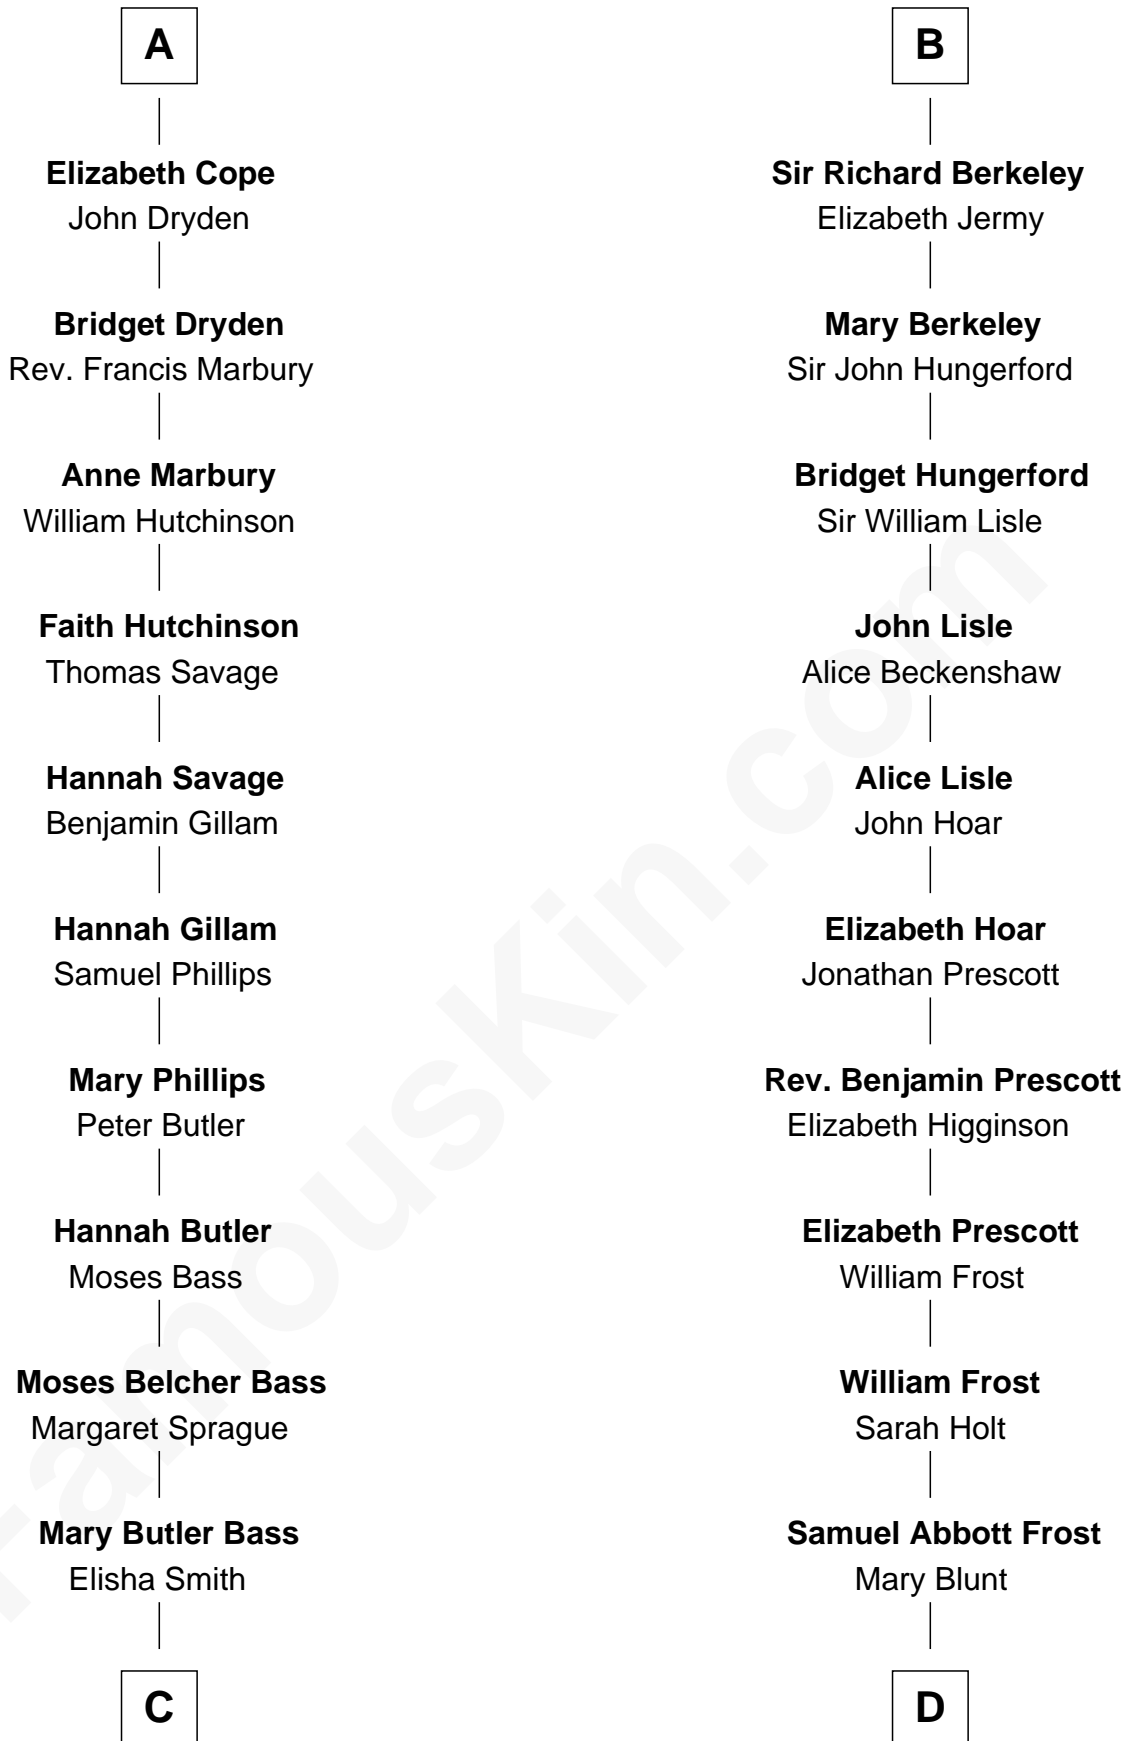 A
Elizabeth Cope
John Dryden
Bridget Dryden
Rev. Francis Marbury
Anne Marbury
William Hutchinson
Faith Hutchinson
Thomas Savage
Hannah Savage
Benjamin Gillam
Hannah Gillam
Samuel Phillips
Mary Phillips
Peter Butler
Hannah Butler
Moses Bass
Moses Belcher Bass
Margaret Sprague
Mary Butler Bass
Elisha Smith
C
B
Sir Richard Berkeley
Elizabeth Jermy
Mary Berkeley
Sir John Hungerford
Bridget Hungerford
Sir William Lisle
John Lisle
Alice Beckenshaw
Alice Lisle
John Hoar
Elizabeth Hoar
Jonathan Prescott
Rev. Benjamin Prescott
Elizabeth Higginson
Elizabeth Prescott
William Frost
William Frost
Sarah Holt
Samuel Abbott Frost
Mary Blunt
D
FamousKin.com